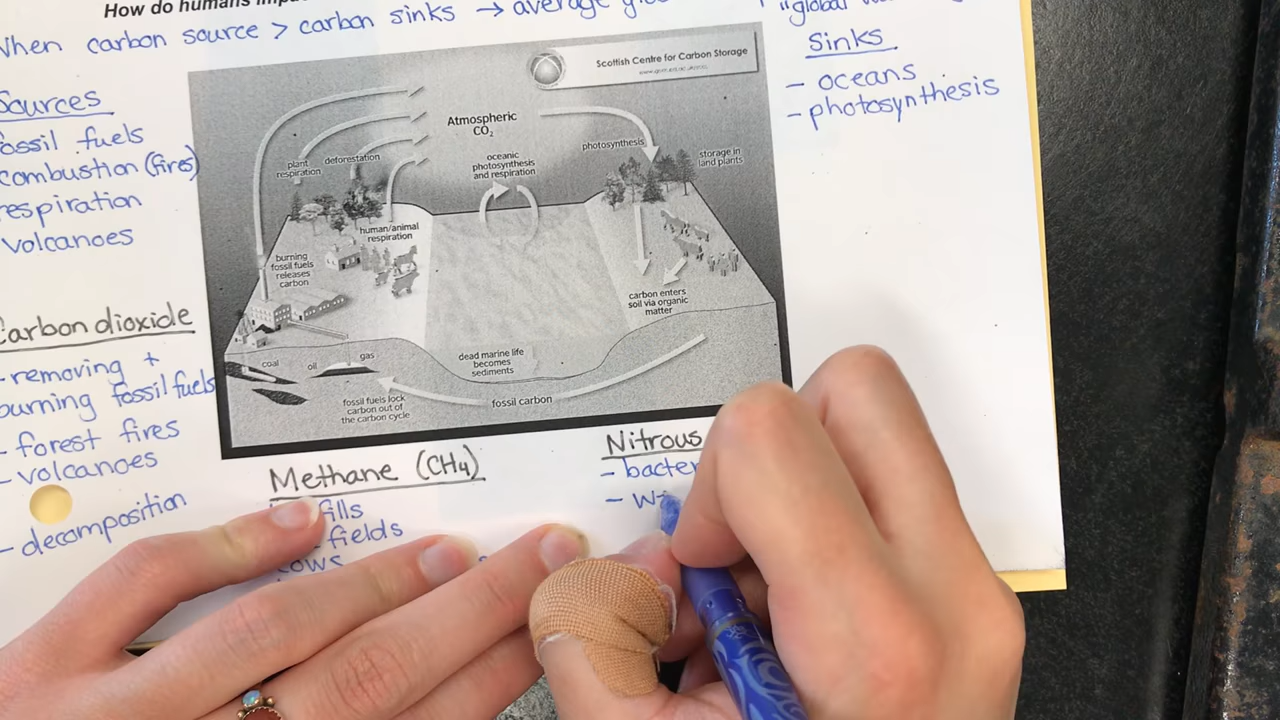 How do humans
When carbon source > carbon sinks → average
"global
Sinks
- oceans
- photosynthesis
Sources
fossil fuels
combustion (fires)
respiration
volcanoes
Scottish Centre for Carbon Storage
Atmospheric
CO₂
plant
respiration
deforestation
oceanic
photosynthesis
and respiration
photosynthesis
storage in
land plants
human/animal
respiration
burning
fossil fuels
releases
carbon
carbon enters
soil via organic
matter
coal
oil
gas
dead marine life
becomes
sediments
fossil fuels lock
carbon out of
the carbon cycle
fossil carbon
Carbon dioxide
- removing +
burning fossil fuels
- forest fires
- volcanoes
- decomposition
Methane (CH₄)
fills
fields
cows
Nitrous
- bacter
-